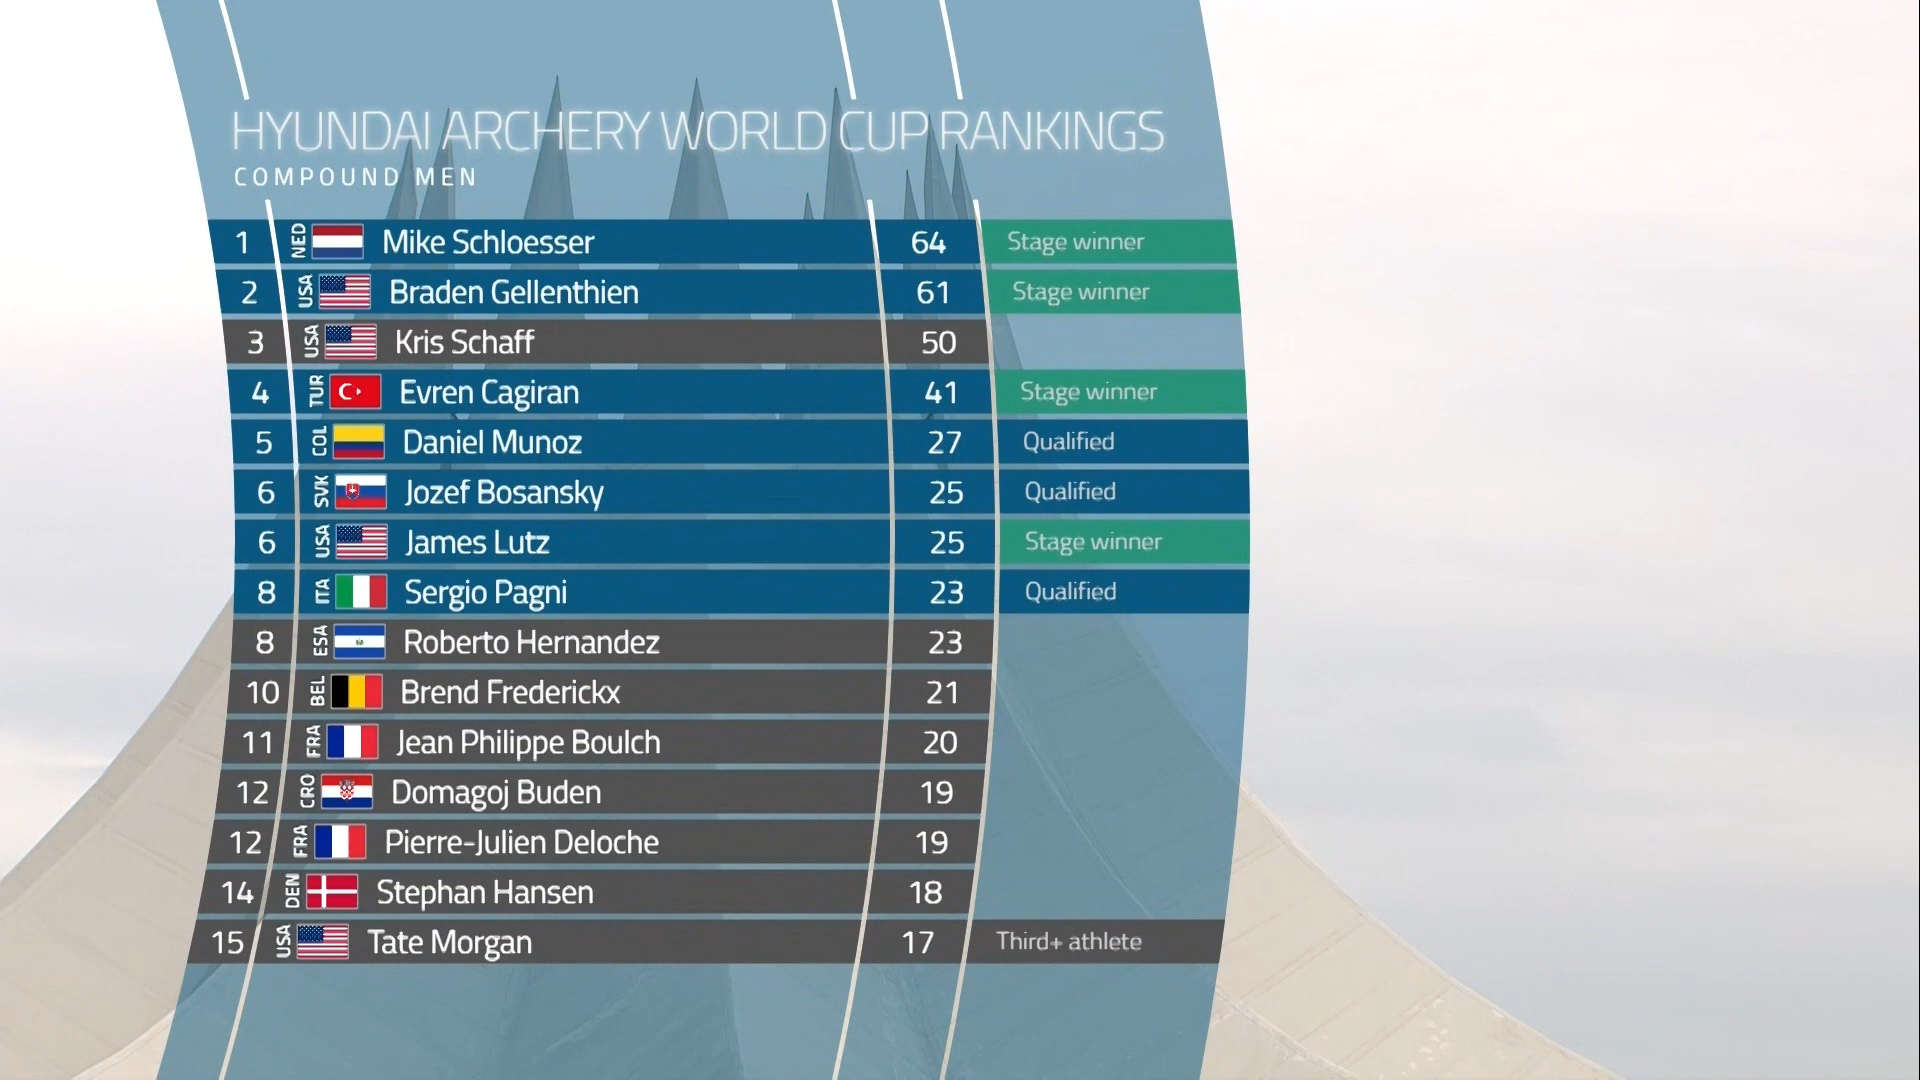 HYUNDAI ARCHERY WORLD CUP RANKINGS
COMPOUND MEN
1 NED Mike Schloesser 64 Stage winner
2 USA Braden Gellenthien 61 Stage winner
3 USA Kris Schaff 50
4 TUR Evren Cagiran 41 Stage winner
5 COL Daniel Munoz 27 Qualified
6 SVK Jozef Bosansky 25 Qualified
6 USA James Lutz 25 Stage winner
8 ITA Sergio Pagni 23 Qualified
8 ESA Roberto Hernandez 23
10 BEL Brend Frederickx 21
11 FRA Jean Philippe Boulch 20
12 CRO Domagoj Buden 19
12 FRA Pierre-Julien Deloche 19
14 DEN Stephan Hansen 18
15 USA Tate Morgan 17 Third+ athlete